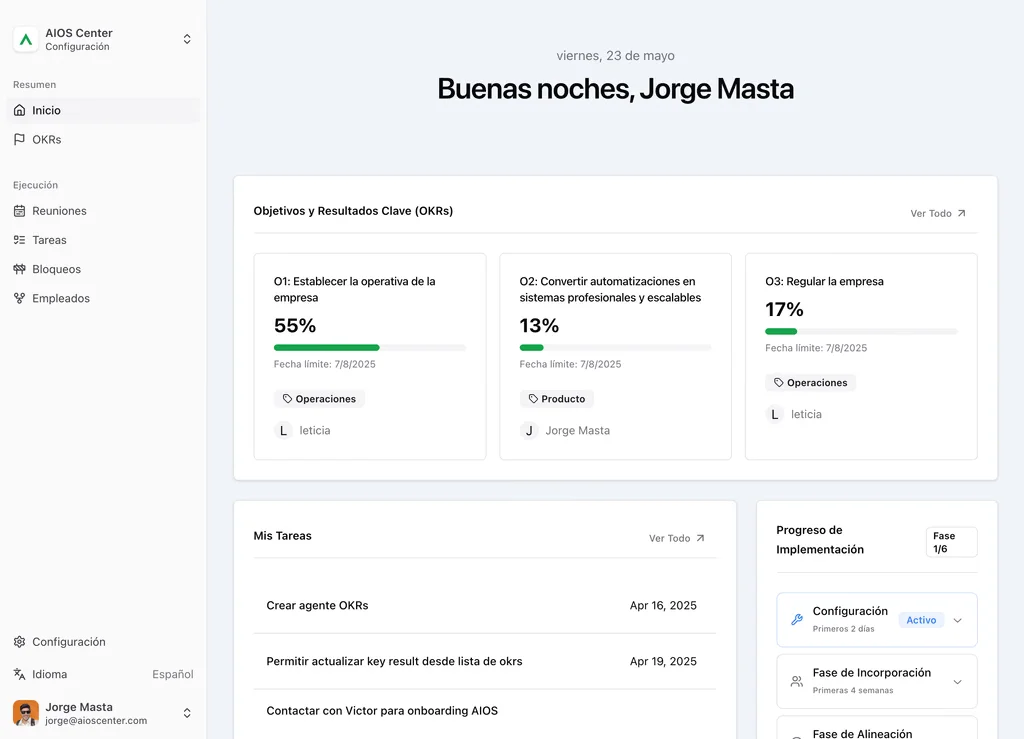 AIOS Center
Configuración
Resumen
Inicio
OKRs
Ejecución
Reuniones
Tareas
Bloqueos
Empleados
Configuración
Idioma
Español
Jorge Masta
jorge@aioscenter.com
viernes, 23 de mayo
Buenas noches, Jorge Masta
Objetivos y Resultados Clave (OKRs)
Ver Todo
O1: Establecer la operativa de la
empresa
55%
Fecha límite: 7/8/2025
Operaciones
L leticia
O2: Convertir automatizaciones en
sistemas profesionales y escalables
13%
Fecha límite: 7/8/2025
Producto
J Jorge Masta
O3: Regular la empresa
17%
Fecha límite: 7/8/2025
Operaciones
L leticia
Mis Tareas
Ver Todo
Crear agente OKRs
Apr 16, 2025
Permitir actualizar key result desde lista de okrs
Apr 19, 2025
Contactar con Victor para onboarding AIOS
Progreso de
Implementación
Fase
1/6
Configuración
Primeros 2 días
Activo
Fase de Incorporación
Primeras 4 semanas
Fase de Alineación